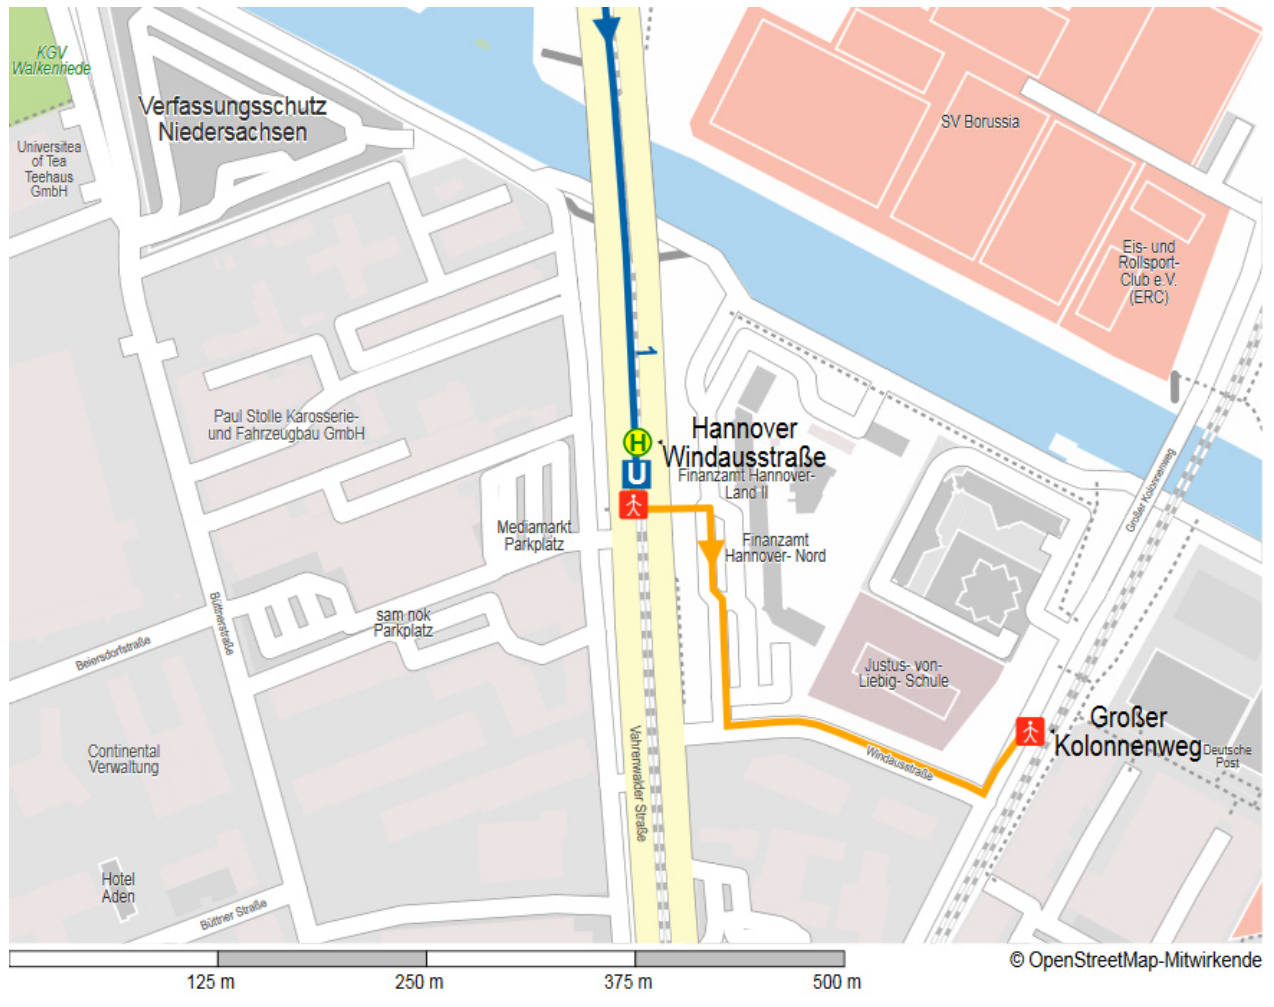 KGV
Walkenriede
Verfassungsschutz
Niedersachsen
Universitea
of Tea
Teehaus
GmbH
SV Borussia
Eis- und
Rollsport-
Club e.V.
(ERC)
1
Paul Stolle Karosserie-
und Fahrzeugbau GmbH
H
Hannover
Windausstraße
U
Finanzamt Hannover-
Land II
Großer Kolonnenweg
Mediamarkt
Parkplatz
Finanzamt
Hannover- Nord
sam nok
Parkplatz
Büttnerstraße
Beiersdorfstraße
Justus- von-
Liebig- Schule
Großer
Kolonnenweg
Deutsche
Post
Continental
Verwaltung
Vahrenwalder Straße
Windausstraße
Hotel
Aden
Büttner Straße
© OpenStreetMap-Mitwirkende
125 m
250 m
375 m
500 m